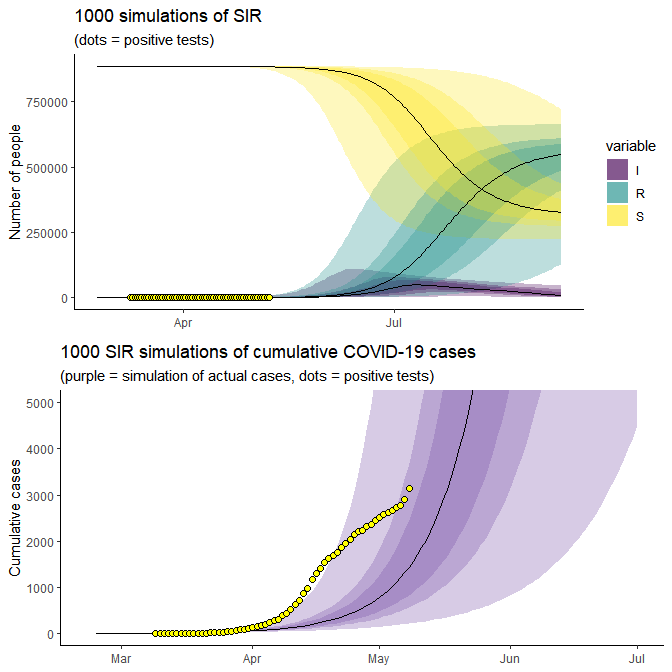 1000 simulations of SIR
(dots = positive tests)
Number of people
750000
500000
250000
0
Apr
Jul
variable
I
R
S
1000 SIR simulations of cumulative COVID-19 cases
(purple = simulation of actual cases, dots = positive tests)
Cumulative cases
5000
4000
3000
2000
1000
0
Mar
Apr
May
Jun
Jul